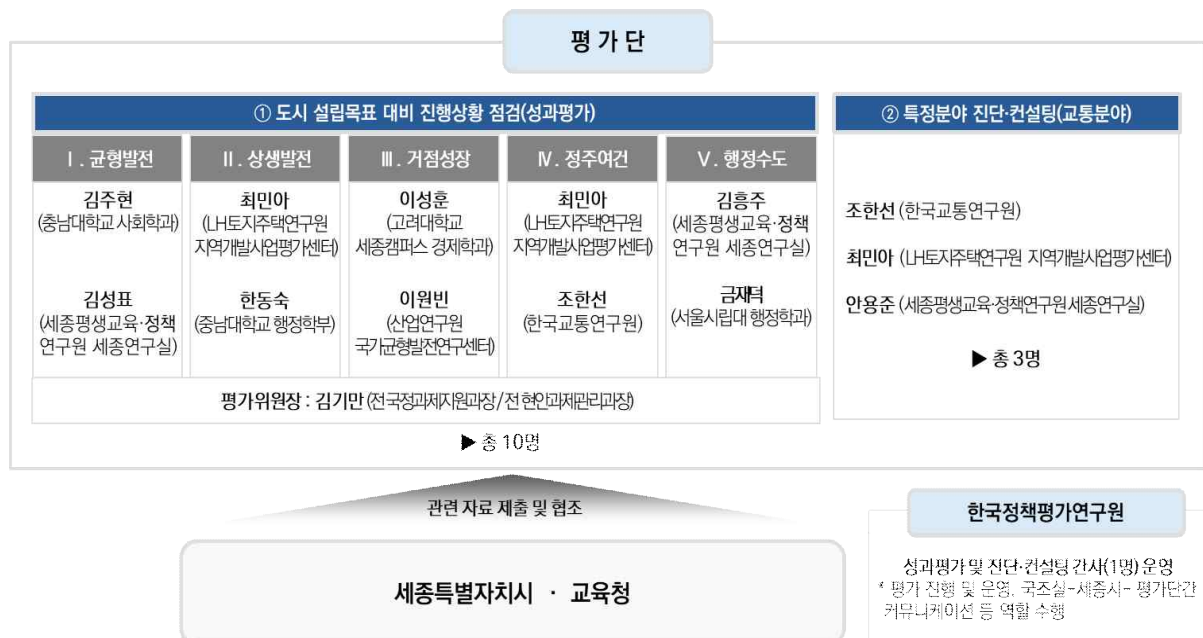 평 가 단
① 도시 설립목표 대비 진행상황 점검(성과평가)
Ⅰ. 균형발전
김주현
(충남대학교 사회학과)
김성표
(세종평생교육·정책
연구원 세종연구실)
Ⅱ. 상생발전
최민아
(LH토지주택연구원
지역개발사업평가센터)
한동숙
(중남대학교 행정학부)
Ⅲ. 거점성장
이성훈
(고려대학교
세종캠퍼스 경제학과)
이원빈
(산업연구원
국가균형발전연구센터)
Ⅳ. 정주여건
최민아
(LH토지주택연구원
지역개발사업평가센터)
조한선
(한국교통연구원)
Ⅴ. 행정수도
김흥주
(세종평생교육·정책
연구원 세종연구실)
금재덕
(서울시립대 행정학과)
평가위원장 : 김기만 (전 국정과제지원과장 / 전 현안과제관리과장)
▶ 총 10명
② 특정분야 진단·컨설팅(교통분야)
조한선 (한국교통연구원)
최민아 (LH토지주택연구원 지역개발사업평가센터)
안용준 (세종평생교육·정책연구원 세종연구실)
▶ 총 3명
관련 자료 제출 및 협조
세종특별자치시 · 교육청
한국정책평가연구원
성과평가 및 진단·컨설팅 간사(1명) 운영
* 평가 진행 및 운영, 국조실-세종시- 평가단간
커뮤니케이션 등 역할 수행